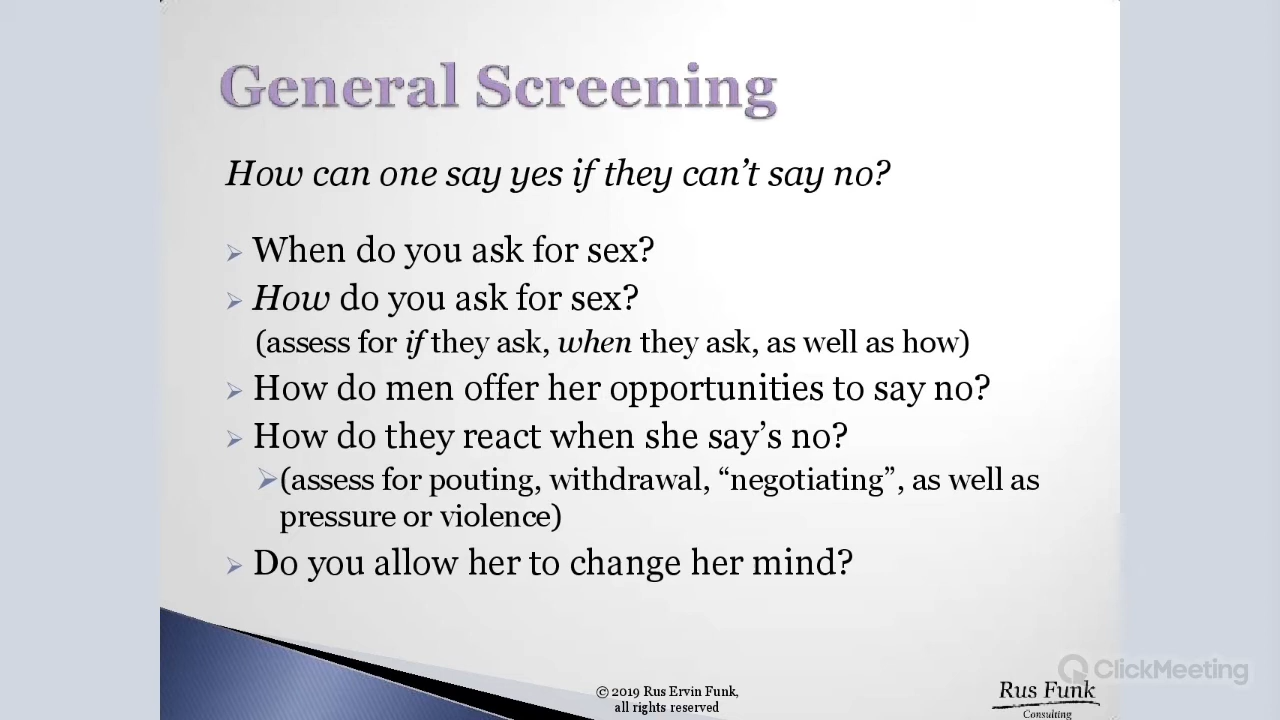 General Screening
How can one say yes if they can’t say no?
When do you ask for sex?
How do you ask for sex?
(assess for if they ask, when they ask, as well as how)
How do men offer her opportunities to say no?
How do they react when she say’s no?
(assess for pouting, withdrawal, “negotiating”, as well as
pressure or violence)
Do you allow her to change her mind?
ClickMeeting
© 2019 Rus Ervin Funk,
all rights reserved
Rus Funk
Consulting